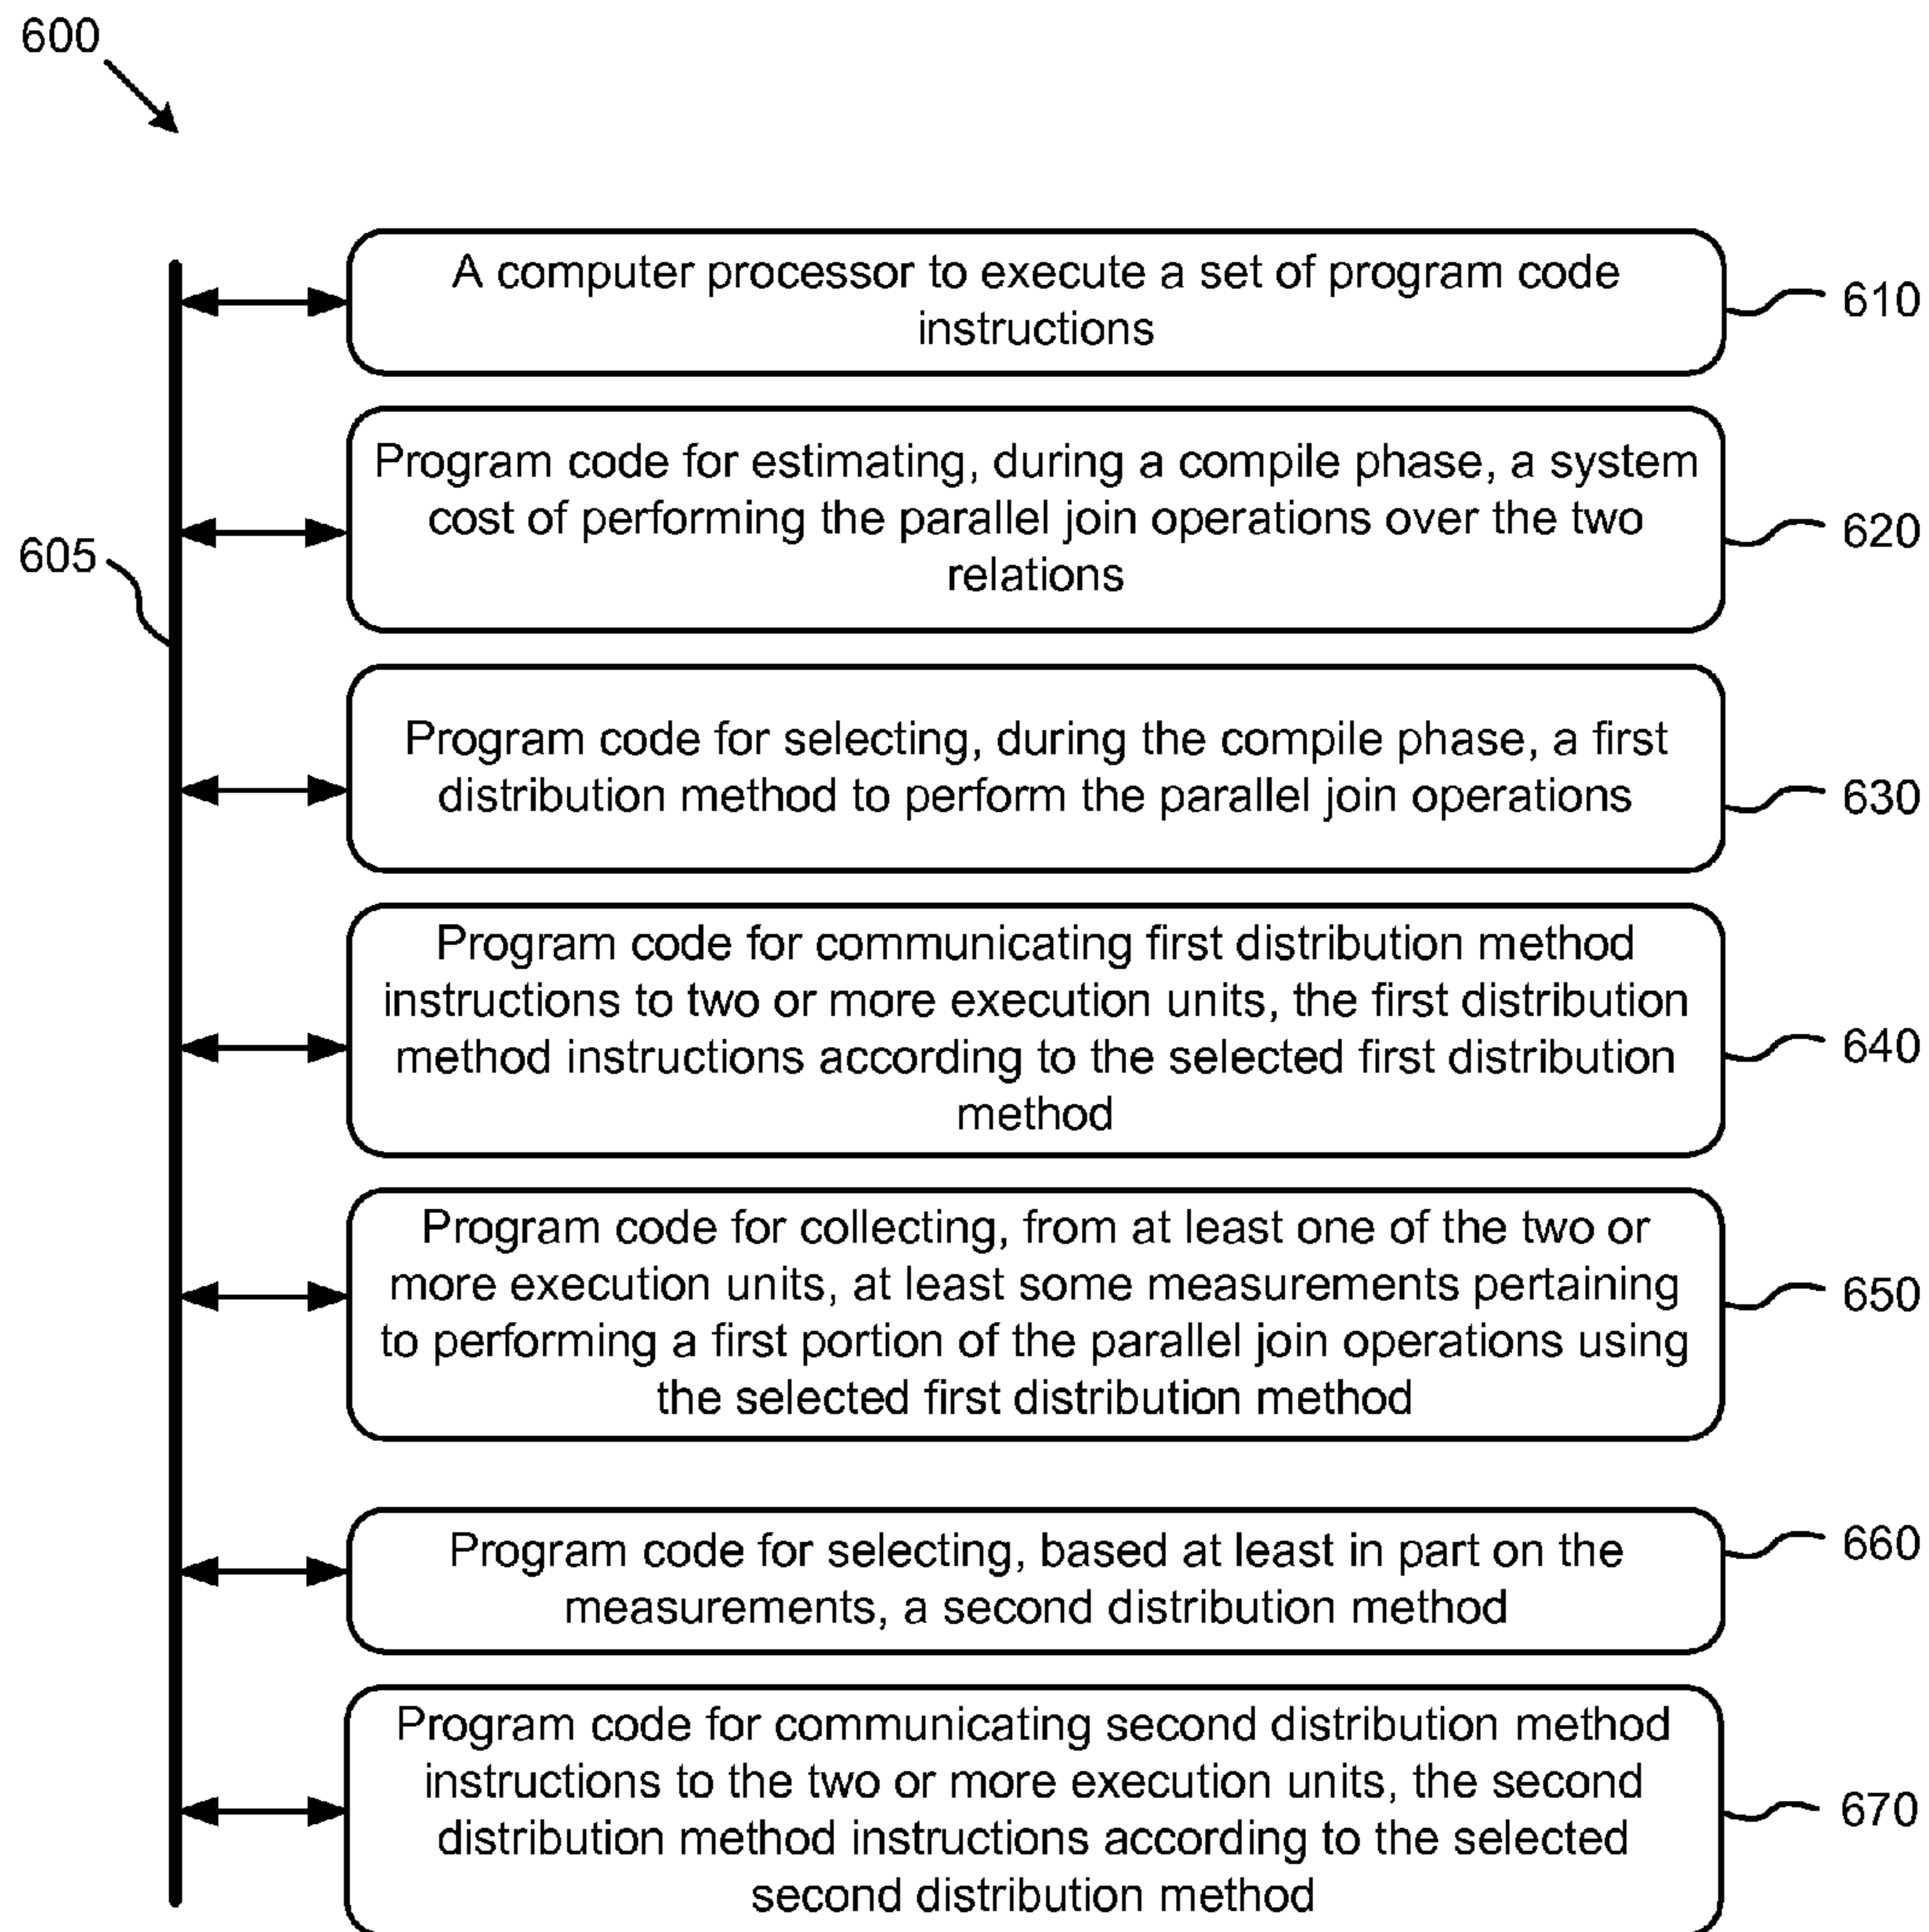 600
A computer processor to execute a set of program code
instructions
610
Program code for estimating, during a compile phase, a system
cost of performing the parallel join operations over the two
relations
620
605
Program code for selecting, during the compile phase, a first
distribution method to perform the parallel join operations
630
Program code for communicating first distribution method
instructions to two or more execution units, the first distribution
method instructions according to the selected first distribution
method
640
Program code for collecting, from at least one of the two or
more execution units, at least some measurements pertaining
to performing a first portion of the parallel join operations using
the selected first distribution method
650
Program code for selecting, based at least in part on the
measurements, a second distribution method
660
Program code for communicating second distribution method
instructions to the two or more execution units, the second
distribution method instructions according to the selected
second distribution method
670